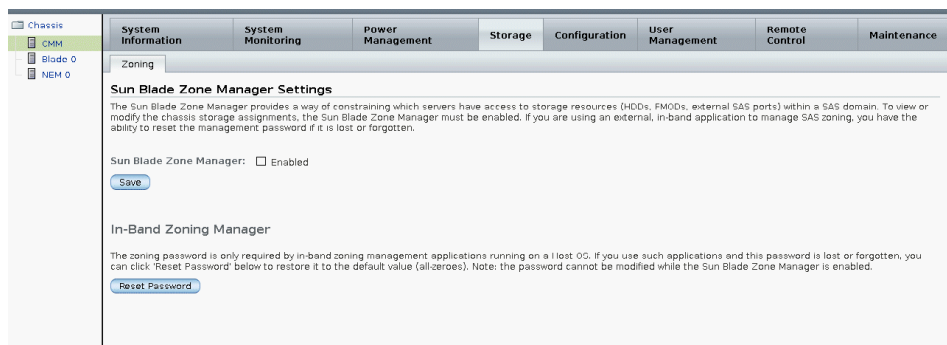 Chassis
CMM
Blade 0
NEM 0
System Information
System Monitoring
Power Management
Storage
Configuration
User Management
Remote Control
Maintenance
Zoning
Sun Blade Zone Manager Settings
The Sun Blade Zone Manager provides a way of constraining which servers have access to storage resources (HDDs, FMODs, external SAS ports) within a SAS domain. To view or
modify the chassis storage assignments, the Sun Blade Zone Manager must be enabled. If you are using an external, in-band application to manage SAS zoning, you have the
ability to reset the management password if it is lost or forgotten.
Sun Blade Zone Manager: Enabled
Save
In-Band Zoning Manager
The zoning password is only required by in-band zoning management applications running on a Host OS. If you use such applications and this password is lost or forgotten, you
can click 'Reset Password' below to restore it to the default value (all-zeroes). Note: the password cannot be modified while the Sun Blade Zone Manager is enabled.
Reset Password